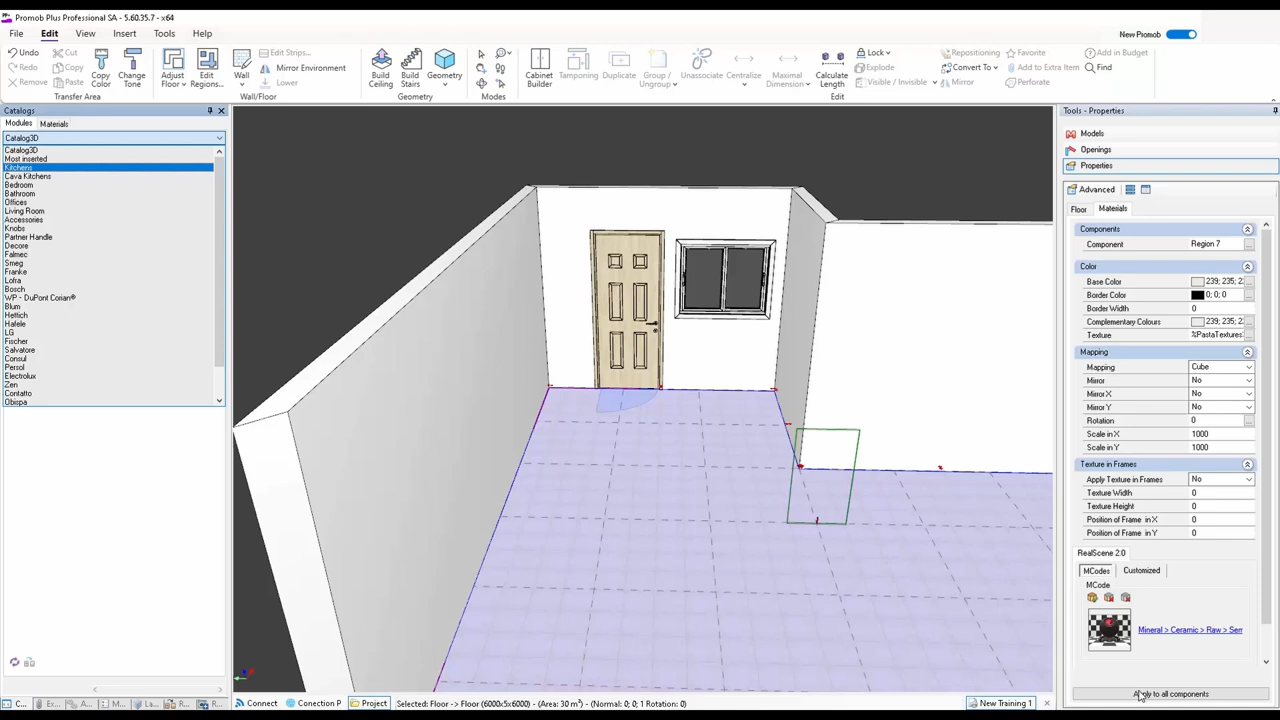 Promob Plus Professional SA - 5.60.35.7 - x64
File Edit View Insert Tools Help New Promob
Undo Redo Remove Cut Copy Paste Copy Color Change Tone Transfer Area
Adjust Floor Edit Regions... Wall Edit Strips... Mirror Environment Lower Wall/Floor
Build Ceiling Build Stairs Geometry Geometry Modes
Cabinet Builder Tamponing Duplicate Group / Ungroup Unassociate Centralize Maximal Dimension Calculate Length Lock Explode Visible / Invisible Repositioning Convert To Mirror Favorite Add to Extra Item Perforate Add in Budget Find Edit
Catalogs
Modules Materials
Catalog3D
Catalog3D
Most inserted
Kitchens
Cava Kitchens
Bedroom
Bathroom
Offices
Living Room
Accessories
Knobs
Partner Handle
Decore
Falmec
Smeg
Franke
Lofra
Bosch
WP - DuPont Corian®
Blum
Hettich
Hafele
LG
Fischer
Salvatore
Consul
Persol
Electrolux
Zen
Contatto
Obispa
C... Ex... A... M... La... R... R...
Connect Conection P Project Selected: Floor -> Floor (6000x5x6000) - (Area: 30 m² - (Normal: 0; 0; 1 Rotation: 0) New Training 1
Tools - Properties
Models
Openings
Properties
Advanced
Floor Materials
Components
Component Region 7 ...
Color
Base Color 239; 235; 2: ...
Border Color 0; 0; 0 ...
Border Width 0
Complementary Colours 239; 235; 2: ...
Texture %PastaTextures: ...
Mapping
Mapping Cube
Mirror No
Mirror X No
Mirror Y No
Rotation 0 ...
Scale in X 1000
Scale in Y 1000
Texture in Frames
Apply Texture in Frames No
Texture Width 0
Texture Height 0
Position of Frame in X 0
Position of Frame in Y 0
RealScene 2.0
MCodes Customized
MCode
Mineral > Ceramic > Raw > Sem
Apply to all components